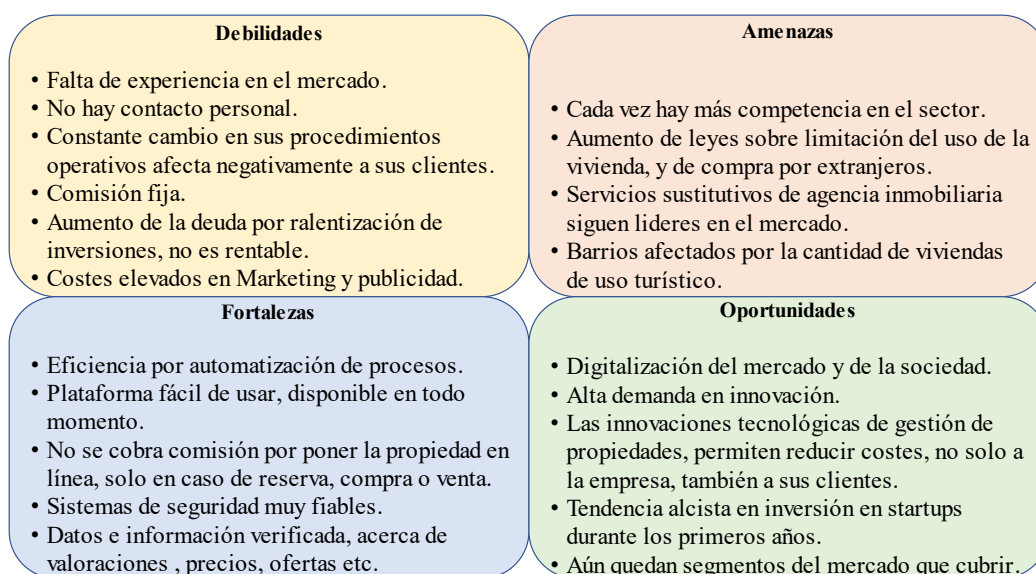 Debilidades
• Falta de experiencia en el mercado.
• No hay contacto personal.
• Constante cambio en sus procedimientos
operativos afecta negativamente a sus clientes.
• Comisión fija.
• Aumento de la deuda por ralentización de
inversiones, no es rentable.
• Costes elevados en Marketing y publicidad.
Amenazas
• Cada vez hay más competencia en el sector.
• Aumento de leyes sobre limitación del uso de la
vivienda, y de compra por extranjeros.
• Servicios sustitutivos de agencia inmobiliaria
siguen lideres en el mercado.
• Barrios afectados por la cantidad de viviendas
de uso turístico.
Fortalezas
• Eficiencia por automatización de procesos.
• Plataforma fácil de usar, disponible en todo
momento.
• No se cobra comisión por poner la propiedad en
línea, solo en caso de reserva, compra o venta.
• Sistemas de seguridad muy fiables.
• Datos e información verificada, acerca de
valoraciones , precios, ofertas etc.
Oportunidades
• Digitalización del mercado y de la sociedad.
• Alta demanda en innovación.
• Las innovaciones tecnológicas de gestión de
propiedades, permiten reducir costes, no solo a
la empresa, también a sus clientes.
• Tendencia alcista en inversión en startups
durante los primeros años.
• Aún quedan segmentos del mercado que cubrir.